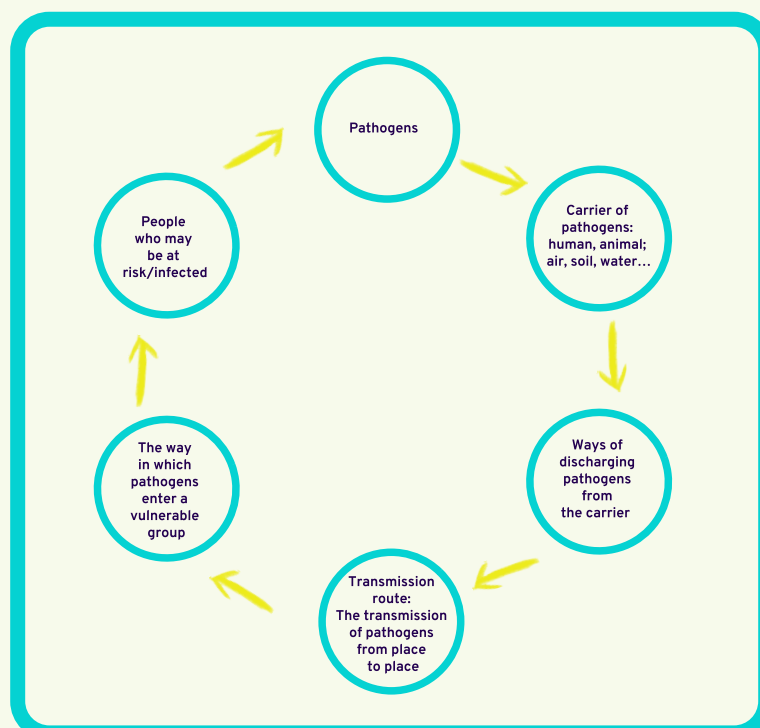 Pathogens
Carrier of
pathogens:
human, animal;
air, soil, water...
Ways of
discharging
pathogens
from
the carrier
Transmission
route:
The transmission
of pathogens
from place
to place
The way
in which
pathogens
enter a
vulnerable
group
People
who may
be at
risk/infected